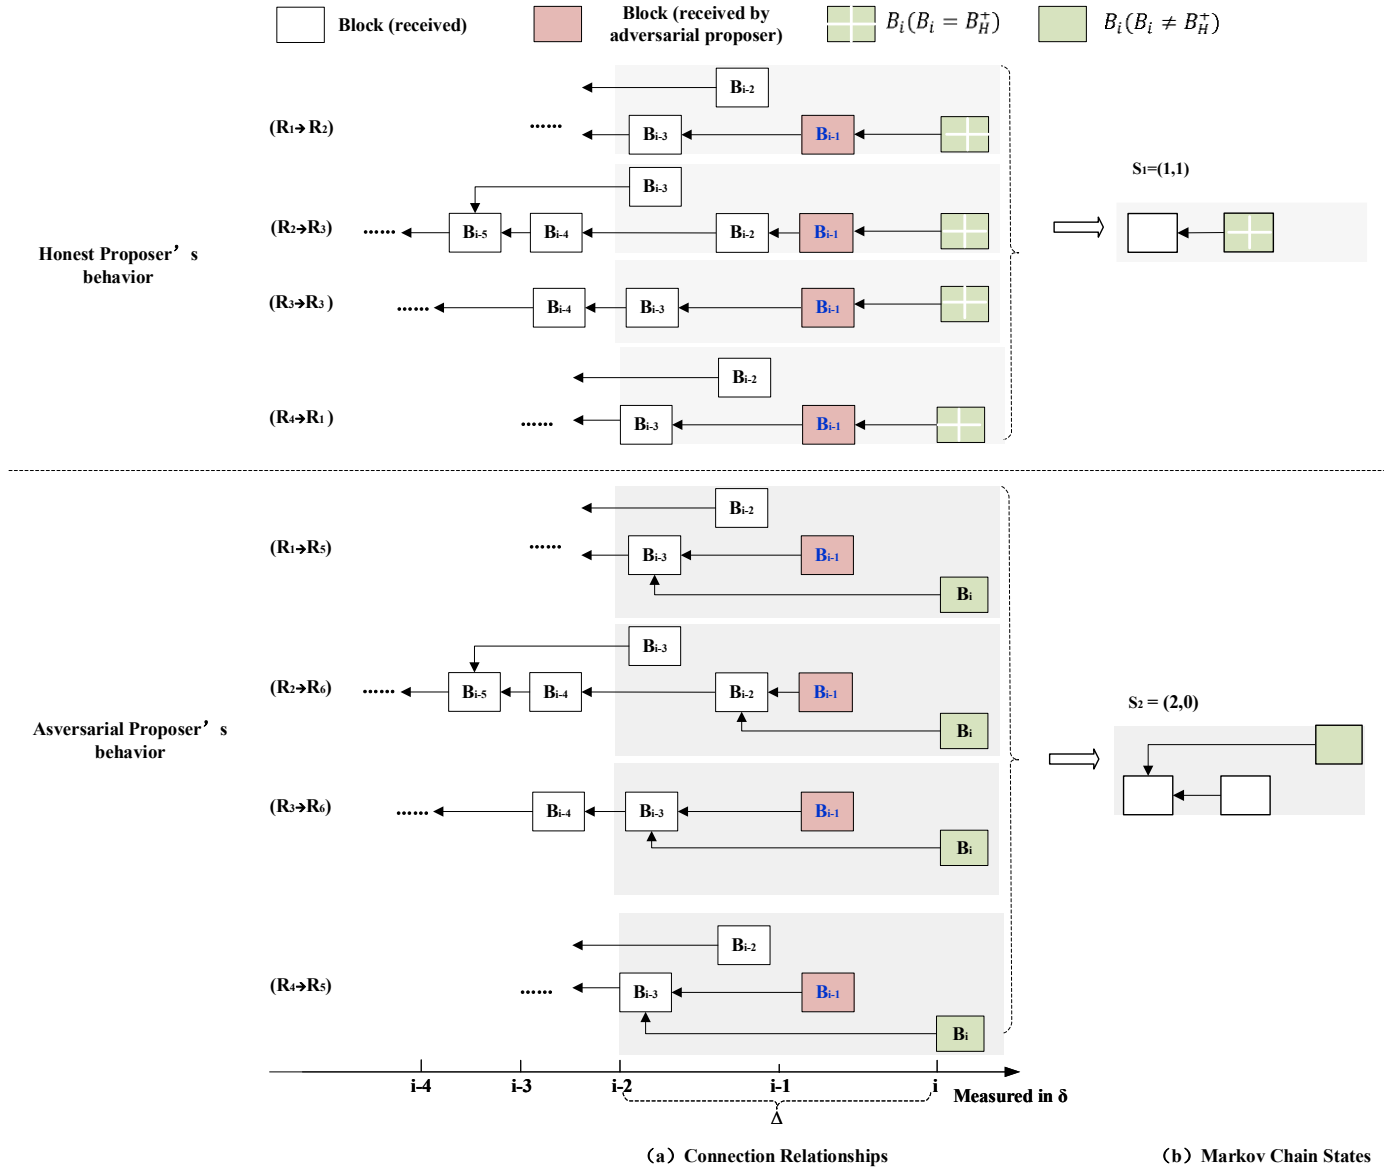 Block (received)
Block (received by
adversarial proposer)
B_i(B_i = B_H^+)
B_i(B_i ≠ B_H^+)
B_{i-2}
(R₁→R₂)
......
B_{i-3}
B_{i-1}
S₁=(1,1)
B_{i-3}
(R₂→R₃)
......
B_{i-5}
B_{i-4}
B_{i-2}
B_{i-1}
Honest Proposer’s
behavior
(R₃→R₃)
......
B_{i-4}
B_{i-3}
B_{i-1}
B_{i-2}
(R₄→R₁)
......
B_{i-3}
B_{i-1}
B_{i-2}
(R₁→R₅)
......
B_{i-3}
B_{i-1}
B_i
B_{i-3}
(R₂→R₆)
......
B_{i-5}
B_{i-4}
B_{i-2}
B_{i-1}
B_i
S₂ = (2,0)
Asversarial Proposer’s
behavior
(R₃→R₆)
......
B_{i-4}
B_{i-3}
B_{i-1}
B_i
B_{i-2}
(R₄→R₅)
......
B_{i-3}
B_{i-1}
B_i
i-4
i-3
i-2
i-1
i
Measured in δ
Δ
（a）Connection Relationships
（b）Markov Chain States